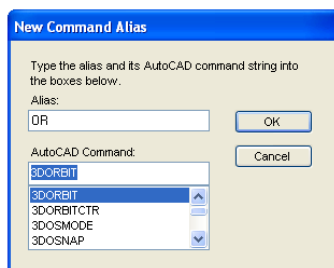 New Command Alias
Type the alias and its AutoCAD command string into
the boxes below.
Alias:
OR
OK
AutoCAD Command:
Cancel
3DORBIT
3DORBIT
3DORBITCTR
3DOSMODE
3DOSNAP